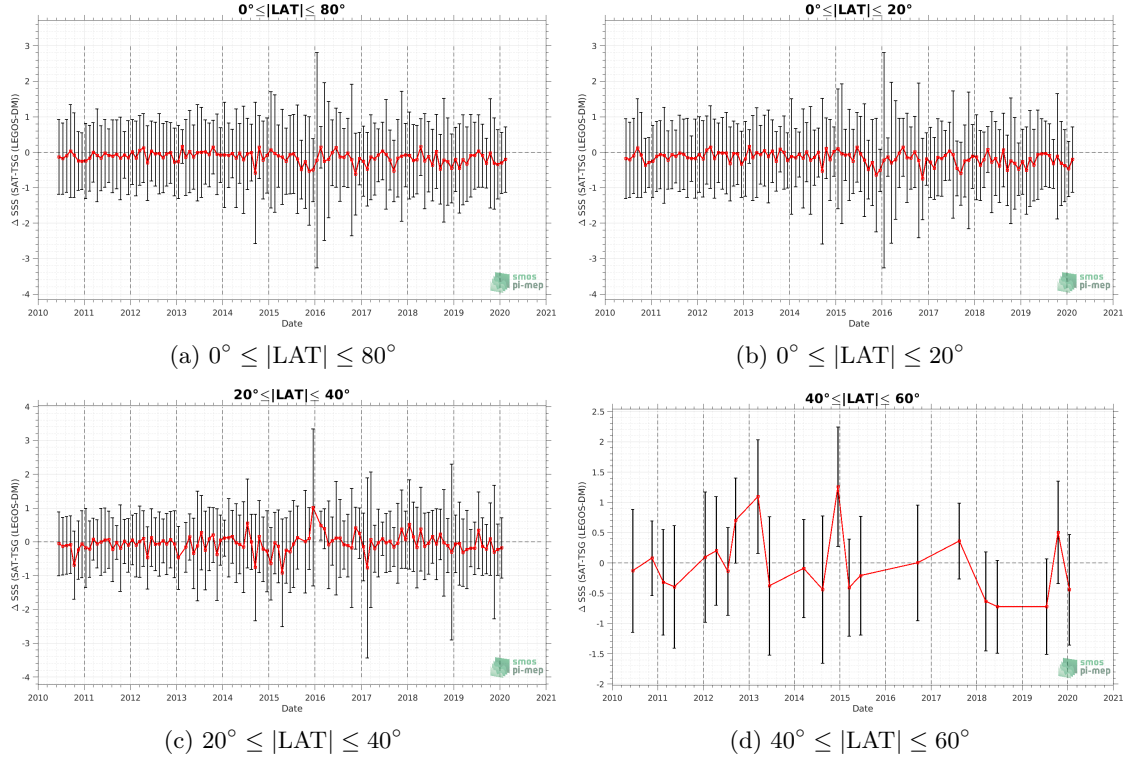 0°≤|LAT|≤ 80°
Δ SSS (SAT-TSG (LEGOS-DM))
3
2
1
0
-1
-2
-3
-4
2010 2011 2012 2013 2014 2015 2016 2017 2018 2019 2020 2021
Date
smos
pi-mep
(a) 0° ≤ |LAT| ≤ 80°
0°≤|LAT|≤ 20°
Δ SSS (SAT-TSG (LEGOS-DM))
3
2
1
0
-1
-2
-3
-4
2010 2011 2012 2013 2014 2015 2016 2017 2018 2019 2020 2021
Date
smos
pi-mep
(b) 0° ≤ |LAT| ≤ 20°
20°≤|LAT|≤ 40°
Δ SSS (SAT-TSG (LEGOS-DM))
4
3
2
1
0
-1
-2
-3
-4
2010 2011 2012 2013 2014 2015 2016 2017 2018 2019 2020 2021
Date
smos
pi-mep
(c) 20° ≤ |LAT| ≤ 40°
40°≤|LAT|≤ 60°
Δ SSS (SAT-TSG (LEGOS-DM))
2.5
2
1.5
1
0.5
0
-0.5
-1
-1.5
-2
2010 2011 2012 2013 2014 2015 2016 2017 2018 2019 2020 2021
Date
smos
pi-mep
(d) 40° ≤ |LAT| ≤ 60°